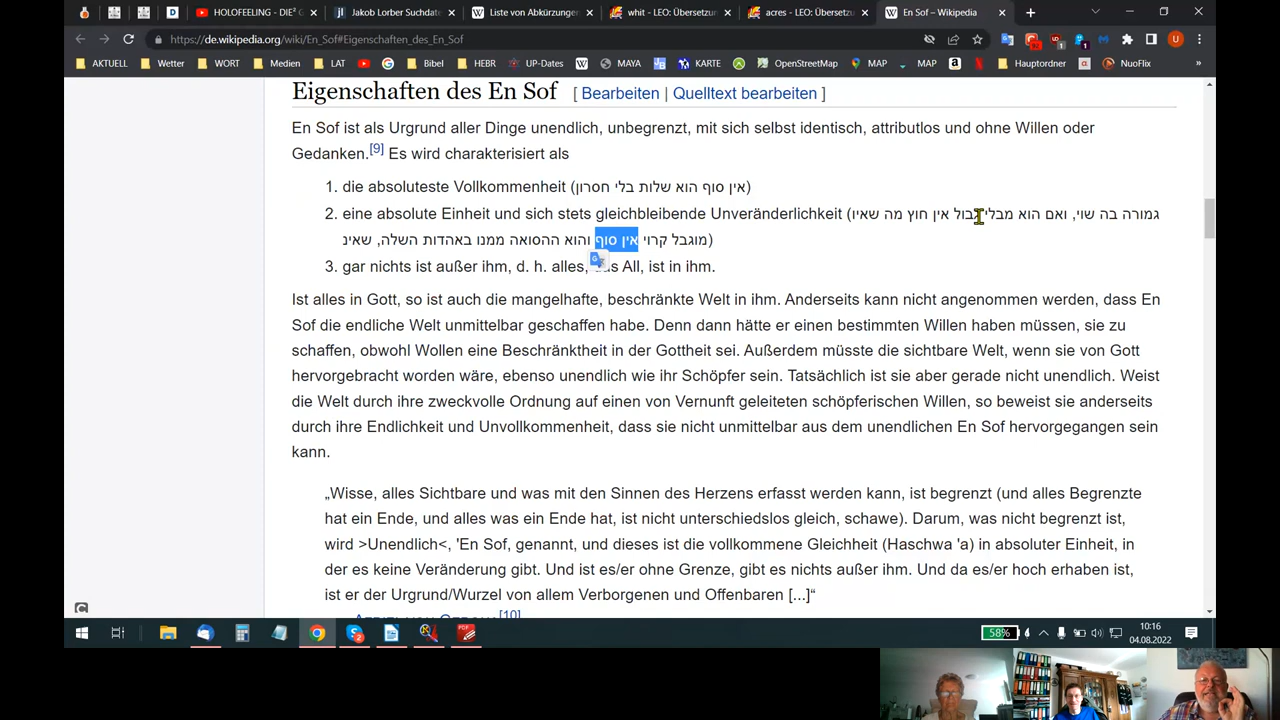 HOLOFEELING - DIE²
Jakob Lorber Suchdate
Liste von Abkürzungen
whit - LEO: Übersetzu
acres - LEO: Übersetzu
En Sof – Wikipedia
https://de.wikipedia.org/wiki/En_Sof#Eigenschaften_des_En_Sof
AKTUELL Wetter WORT Medien LAT Bibel HEBR UP-Dates MAYA KARTE OpenStreetMap MAP MAP Hauptordner NuoFlix »
Eigenschaften des En Sof [ Bearbeiten | Quelltext bearbeiten ]
En Sof ist als Urgrund aller Dinge unendlich, unbegrenzt, mit sich selbst identisch, attributlos und ohne Willen oder
Gedanken.[9] Es wird charakterisiert als
1. die absoluteste Vollkommenheit (אין סוף הוא שלות בלי חסרון)
2. eine absolute Einheit und sich stets gleichbleibende Unveränderlichkeit (גמורה בה שוי, ואם הוא מבלי גבול אין חוץ מה שאיו
מוגבל קרוי אין סוף והוא ההסואה ממנו באהדות השלה, שאינ)
3. gar nichts ist außer ihm, d. h. alles, das All, ist in ihm.
Ist alles in Gott, so ist auch die mangelhafte, beschränkte Welt in ihm. Anderseits kann nicht angenommen werden, dass En
Sof die endliche Welt unmittelbar geschaffen habe. Denn dann hätte er einen bestimmten Willen haben müssen, sie zu
schaffen, obwohl Wollen eine Beschränktheit in der Gottheit sei. Außerdem müsste die sichtbare Welt, wenn sie von Gott
hervorgebracht worden wäre, ebenso unendlich wie ihr Schöpfer sein. Tatsächlich ist sie aber gerade nicht unendlich. Weist
die Welt durch ihre zweckvolle Ordnung auf einen von Vernunft geleiteten schöpferischen Willen, so beweist sie anderseits
durch ihre Endlichkeit und Unvollkommenheit, dass sie nicht unmittelbar aus dem unendlichen En Sof hervorgegangen sein
kann.
„Wisse, alles Sichtbare und was mit den Sinnen des Herzens erfasst werden kann, ist begrenzt (und alles Begrenzte
hat ein Ende, und alles was ein Ende hat, ist nicht unterschiedslos gleich, schawe). Darum, was nicht begrenzt ist,
wird >Unendlich<, 'En Sof, genannt, und dieses ist die vollkommene Gleichheit (Haschwa 'a) in absoluter Einheit, in
der es keine Veränderung gibt. Und ist es/er ohne Grenze, gibt es nichts außer ihm. Und da es/er hoch erhaben ist,
ist er der Urgrund/Wurzel von allem Verborgenen und Offenbaren [...]“
[10]
58%
10:16
04.08.2022